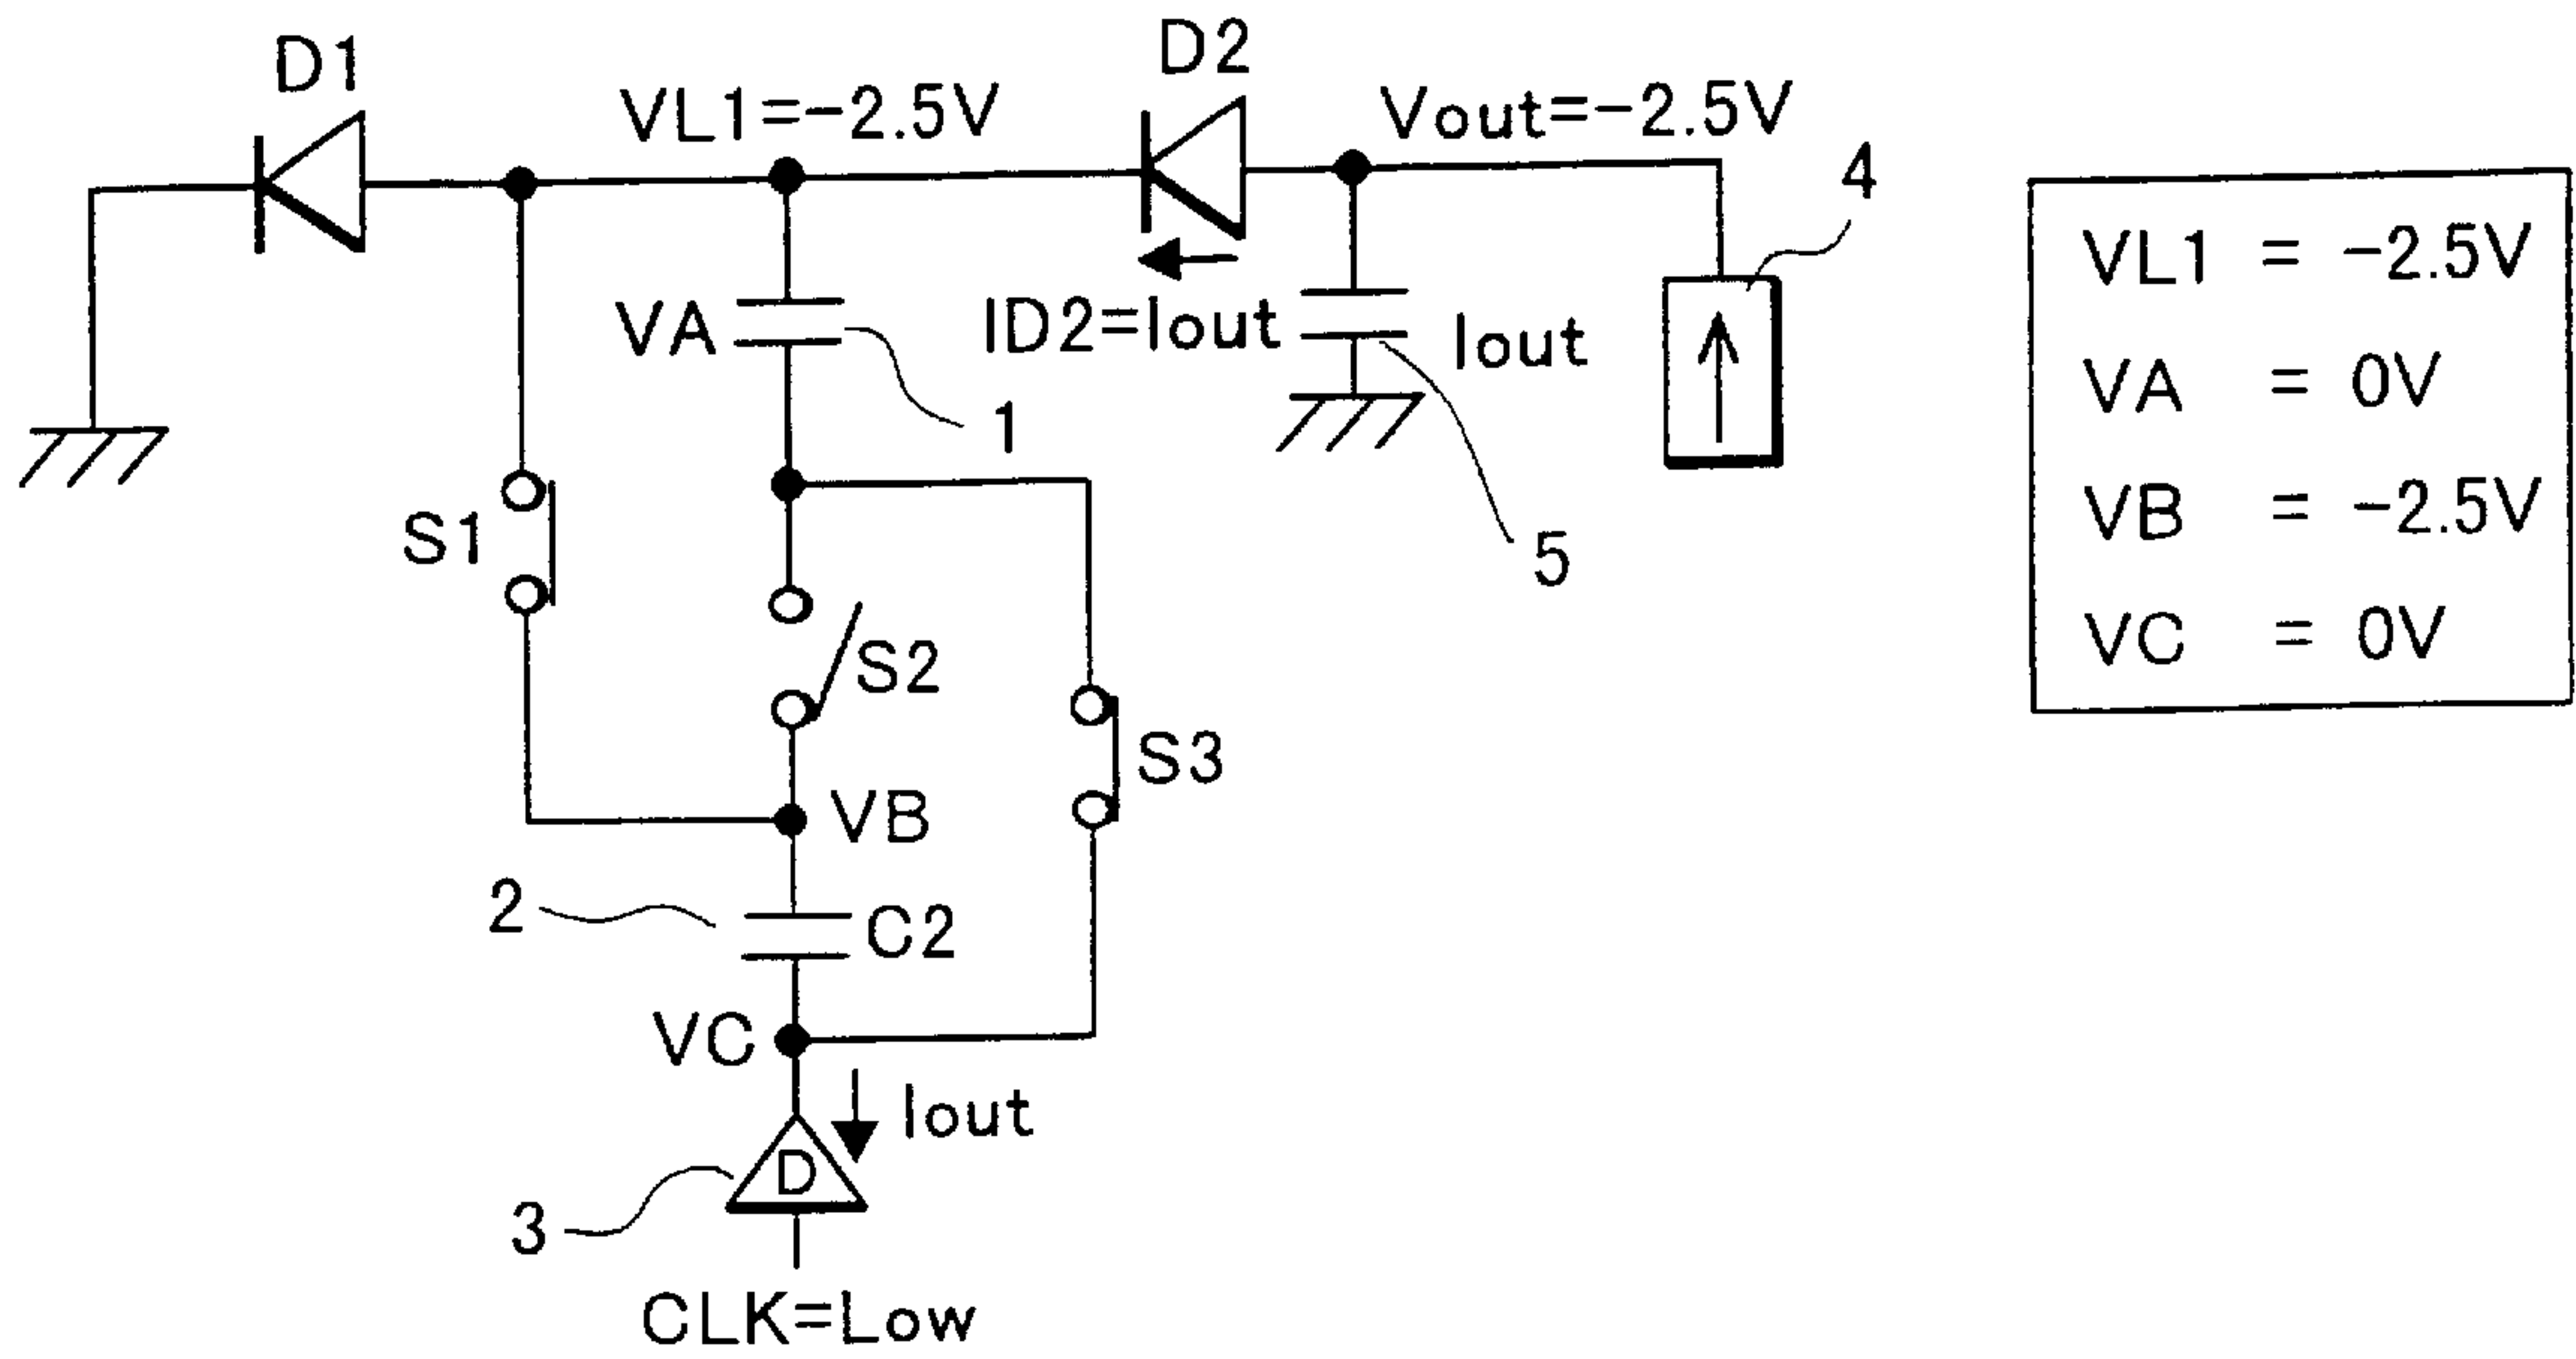 D1
D2
VL1=-2.5V
Vout=-2.5V
4
VL1 = -2.5V
VA = 0V
VB = -2.5V
VC = 0V
VA
1
ID2=Iout
Iout
5
S1
S2
S3
VB
2
C2
VC
Iout
D
3
CLK=Low